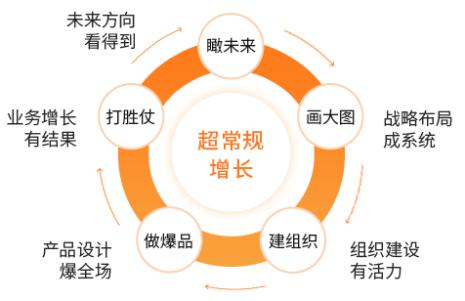 未来方向
看得到
瞰未来
业务增长
有结果
打胜仗
画大图
战略布局
成系统
超常规
增长
产品设计
爆全场
做爆品
建组织
组织建设
有活力